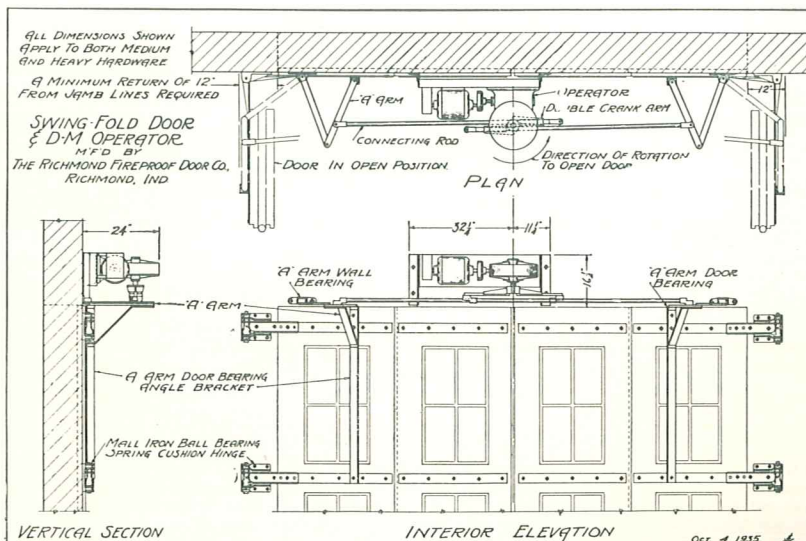 ALL DIMENSIONS SHOWN
APPLY TO BOTH MEDIUM
AND HEAVY HARDWARE
A MINIMUM RETURN OF 12"
FROM JAMB LINES REQUIRED
SWING-FOLD DOOR
& D-M OPERATOR
M'F'D BY
THE RICHMOND FIREPROOF DOOR CO.,
RICHMOND, IND
"A" ARM
OPERATOR
DOUBLE CRANK ARM
12"
12"
CONNECTING ROD
DIRECTION OF ROTATION
TO OPEN DOOR
DOOR IN OPEN POSITION
PLAN
24"
32¼"
11¼"
16½"
"A" ARM WALL
BEARING
"A" ARM DOOR
BEARING
"A" ARM
A ARM DOOR BEARING
ANGLE BRACKET
MALL IRON BALL BEARING
SPRING CUSHION HINGE
VERTICAL SECTION
INTERIOR ELEVATION
OCT. 4 1935